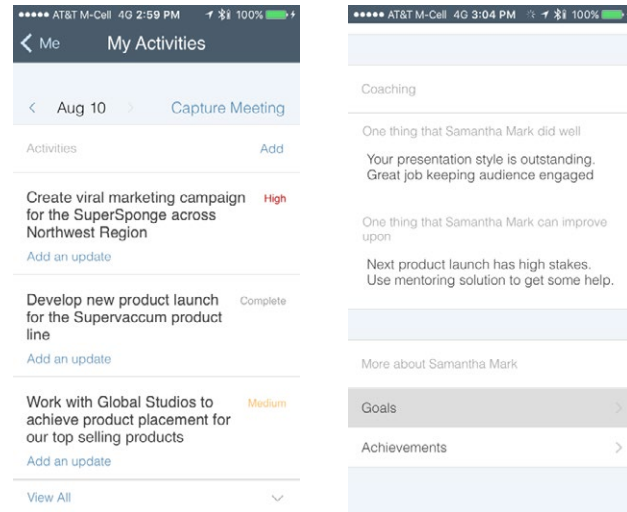 AT&T M-Cell 4G 2:59 PM 100%
Me My Activities
Aug 10 Capture Meeting
Activities Add
Create viral marketing campaign High
for the SuperSponge across
Northwest Region
Add an update
Develop new product launch Complete
for the Supervaccum product
line
Add an update
Work with Global Studios to Medium
achieve product placement for
our top selling products
Add an update
View All
AT&T M-Cell 4G 3:04 PM 100%
Coaching
One thing that Samantha Mark did well
Your presentation style is outstanding.
Great job keeping audience engaged
One thing that Samantha Mark can improve
upon
Next product launch has high stakes.
Use mentoring solution to get some help.
More about Samantha Mark
Goals
Achievements